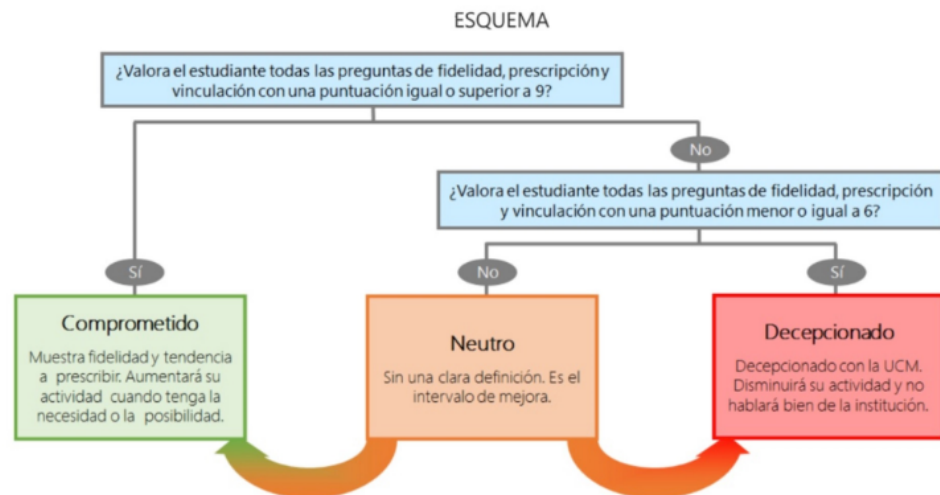 ESQUEMA
¿Valora el estudiante todas las preguntas de fidelidad, prescripción y
vinculación con una puntuación igual o superior a 9?
No
¿Valora el estudiante todas las preguntas de fidelidad, prescripción
y vinculación con una puntuación menor o igual a 6?
Sí
No
Sí
Comprometido
Muestra fidelidad y tendencia
a prescribir. Aumentará su
actividad cuando tenga la
necesidad o la posibilidad.
Neutro
Sin una clara definición. Es el
intervalo de mejora.
Decepcionado
Decepcionado con la UCM.
Disminuirá su actividad y no
hablará bien de la institución.